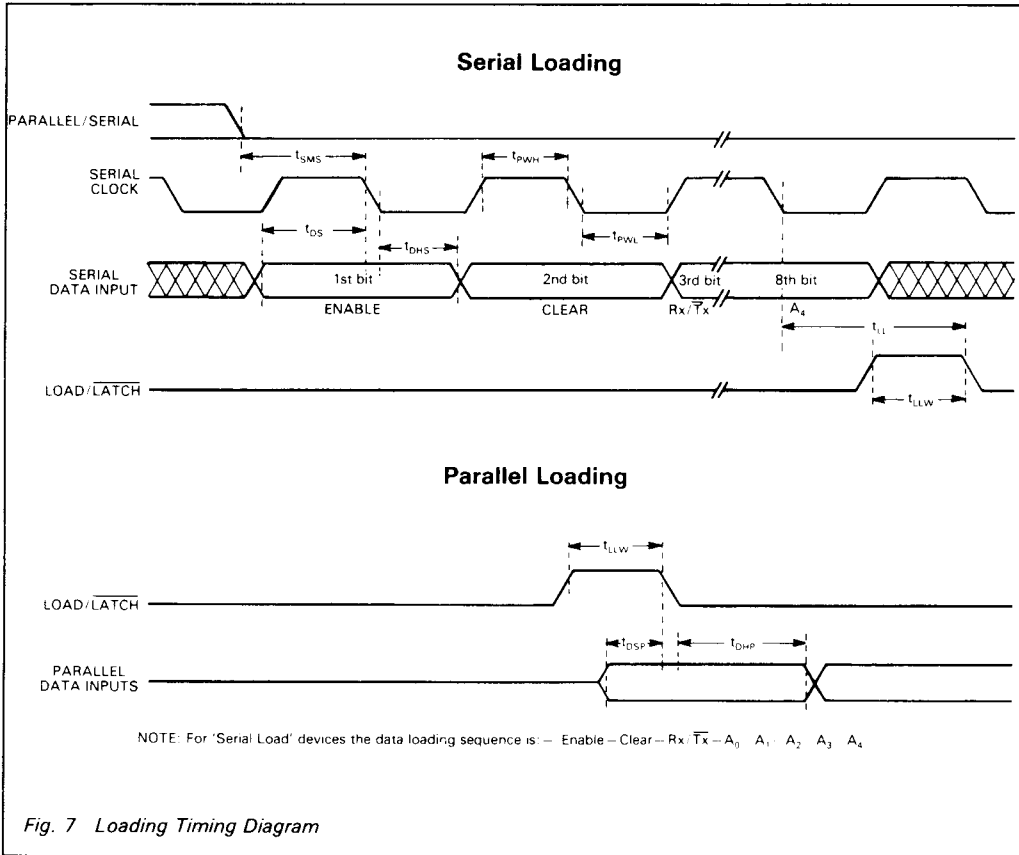 Serial Loading
PARALLEL/SERIAL
tSMS
tPWH
SERIAL
CLOCK
tDS
tDHS
tPWL
SERIAL
DATA INPUT
1st bit
2nd bit
3rd bit
8th bit
ENABLE
CLEAR
Rx/T̅x̅
A4
tLL
LOAD/L̅A̅T̅C̅H̅
tLLW
Parallel Loading
tLLW
LOAD/L̅A̅T̅C̅H̅
tDSP
tDHP
PARALLEL
DATA INPUTS
NOTE: For 'Serial Load' devices the data loading sequence is: – Enable – Clear – Rx/T̅x̅ – A0 A1 A2 A3 A4
Fig. 7 Loading Timing Diagram